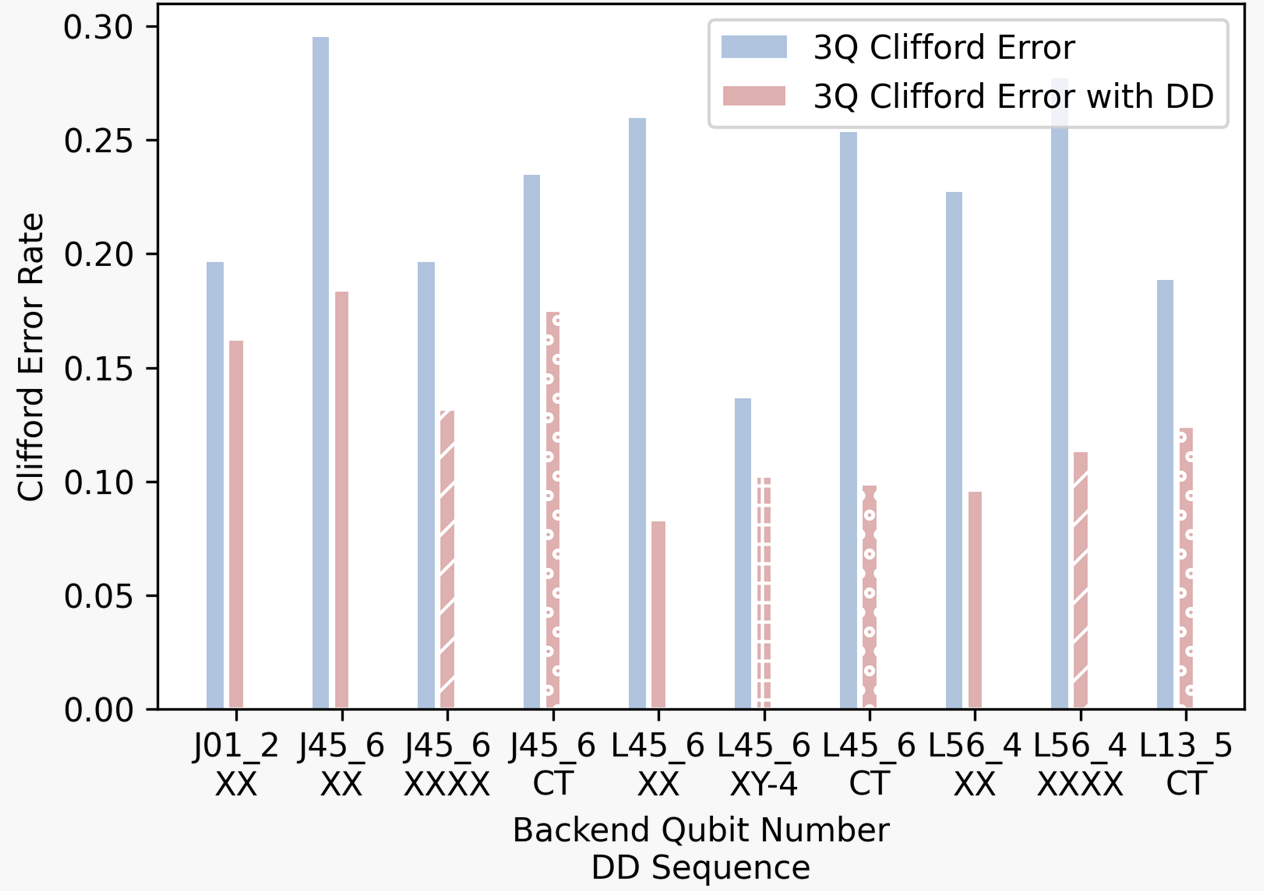 3Q Clifford Error
3Q Clifford Error with DD
Clifford Error Rate
0.30
0.25
0.20
0.15
0.10
0.05
0.00
J01_2 J45_6 J45_6 J45_6 L45_6 L45_6 L45_6 L56_4 L56_4 L13_5
XX XX XXXX CT XX XY-4 CT XX XXXX CT
Backend Qubit Number
DD Sequence